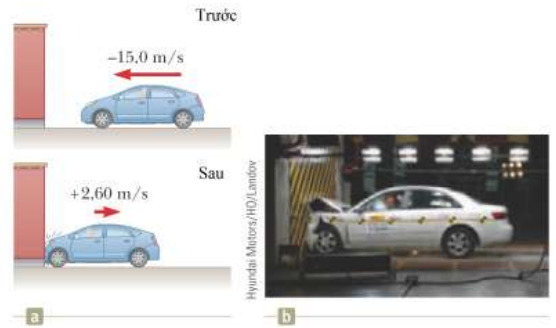 Trước
–15,0 m/s
Sau
+2,60 m/s
a
Hyundai Motors/HO/Landov
b